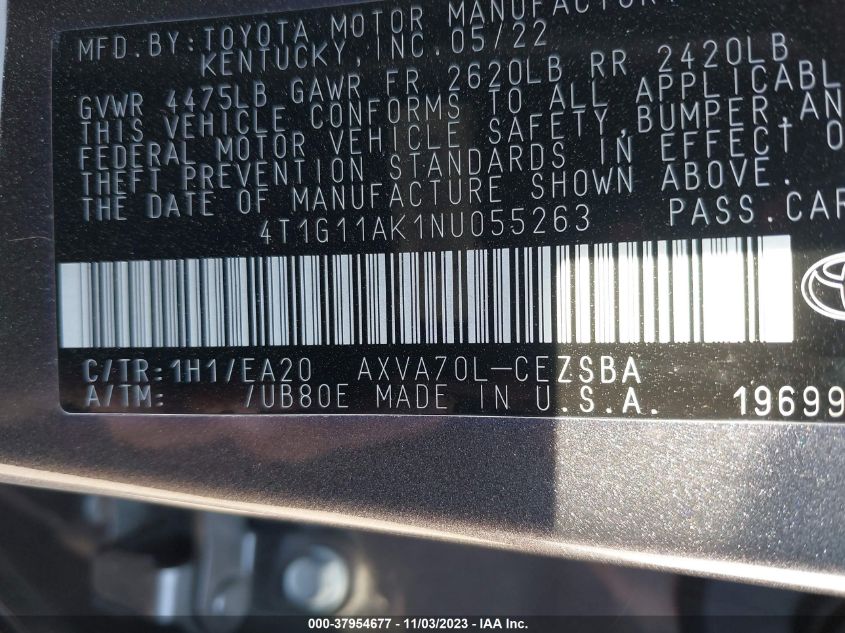 MFD. BY: TOYOTA MOTOR MANUFACTUR
KENTUCKY, INC. 05/22
GVWR 4475LB GAWR FR 2620LB RR 2420LB
THIS VEHICLE CONFORMS TO ALL APPLICABL
FEDERAL MOTOR VEHICLE SAFETY, BUMPER, AN
THEFT PREVENTION STANDARDS IN EFFECT O
THE DATE OF MANUFACTURE SHOWN ABOVE.
4T1G11AK1NU055263 PASS. CAR
C/TR: 1H1/EA20 AXVA70L-CEZSBA
A/TM: /UB80E MADE IN U.S.A. 19699
000-37954677 - 11/03/2023 - IAA Inc.